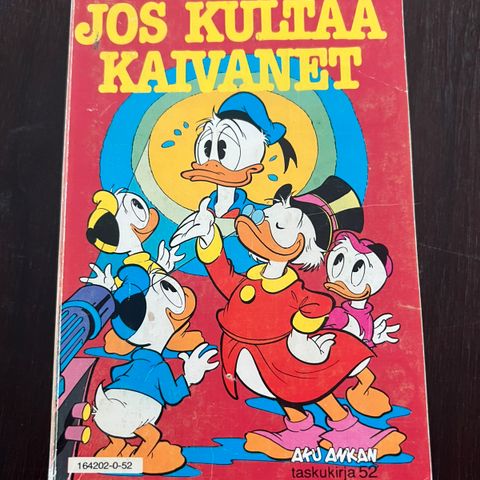 JOS KULTAA
KAIVANET
AKU ANKAN
taskukirja 52
164202-0-52